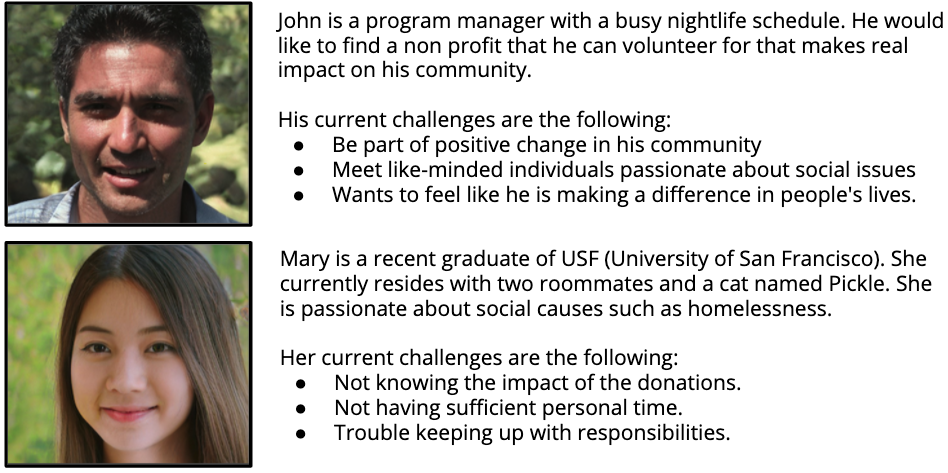 John is a program manager with a busy nightlife schedule. He would
like to find a non profit that he can volunteer for that makes real
impact on his community.
His current challenges are the following:
● Be part of positive change in his community
● Meet like-minded individuals passionate about social issues
● Wants to feel like he is making a difference in people's lives.
Mary is a recent graduate of USF (University of San Francisco). She
currently resides with two roommates and a cat named Pickle. She
is passionate about social causes such as homelessness.
Her current challenges are the following:
● Not knowing the impact of the donations.
● Not having sufficient personal time.
● Trouble keeping up with responsibilities.